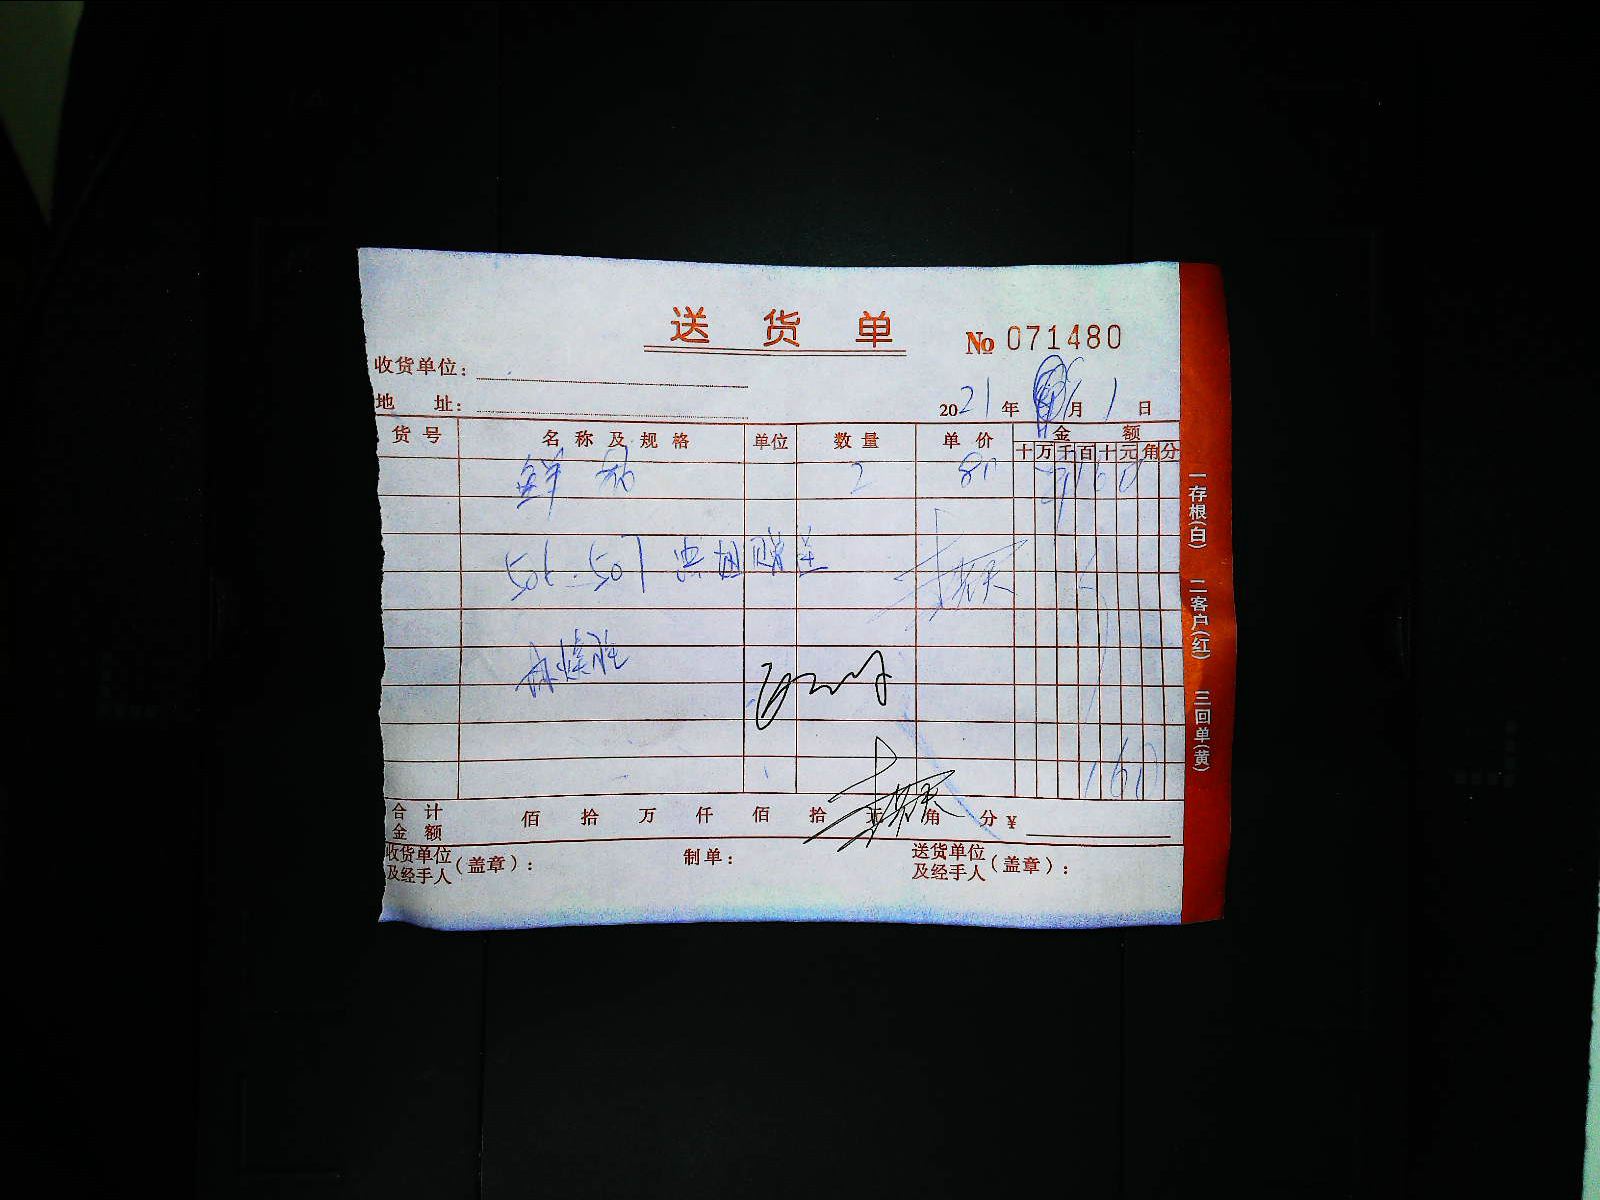 送 货 单
No 071480
收货单位：
地 址：
2021年 月1日
货号 名称及规格 单位 数量 单价 金额
十万千百十元角分
鲜 2 80 160
506-507
160
合计金额 佰 拾 万 仟 佰 拾 元 角 分 ¥
收货单位及经手人（盖章）： 制单： 送货单位及经手人（盖章）：
一存根(白) 二客户(红) 三回单(黄)